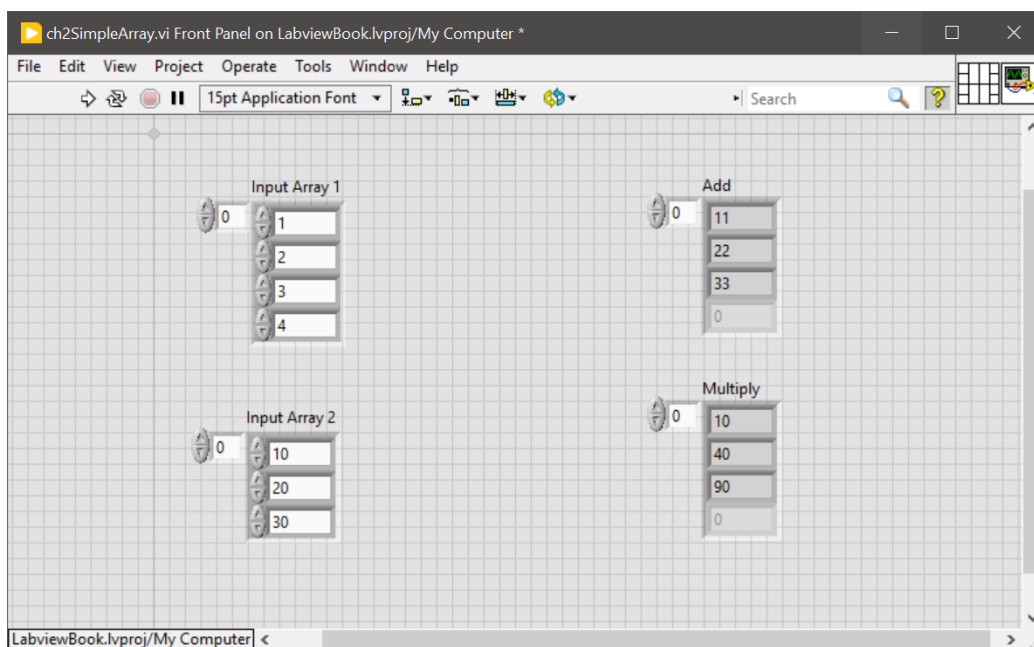 ch2SimpleArray.vi Front Panel on LabviewBook.lvproj/My Computer *
File Edit View Project Operate Tools Window Help
15pt Application Font Search ?
Input Array 1
0 1
2
3
4
Add
0 11
22
33
0
Input Array 2
0 10
20
30
Multiply
0 10
40
90
0
LabviewBook.lvproj/My Computer